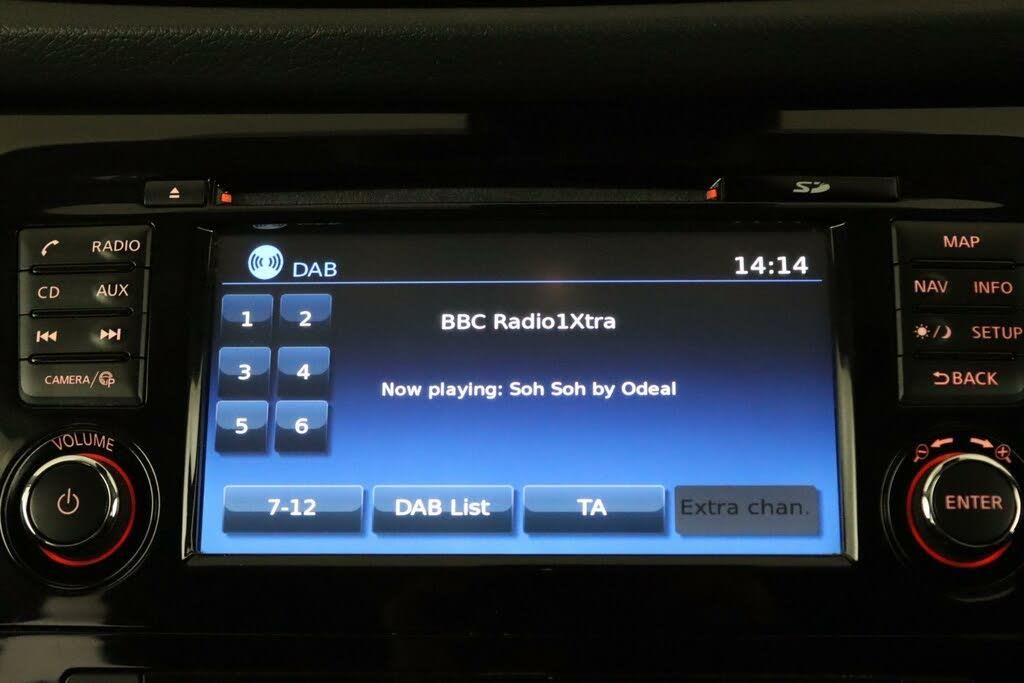 RADIO
CD AUX
CAMERA/
VOLUME
DAB
14:14
1 2
3 4
5 6
BBC Radio1Xtra
Now playing: Soh Soh by Odeal
7-12 DAB List TA Extra chan.
SD
MAP
NAV INFO
/ SETUP
BACK
ENTER